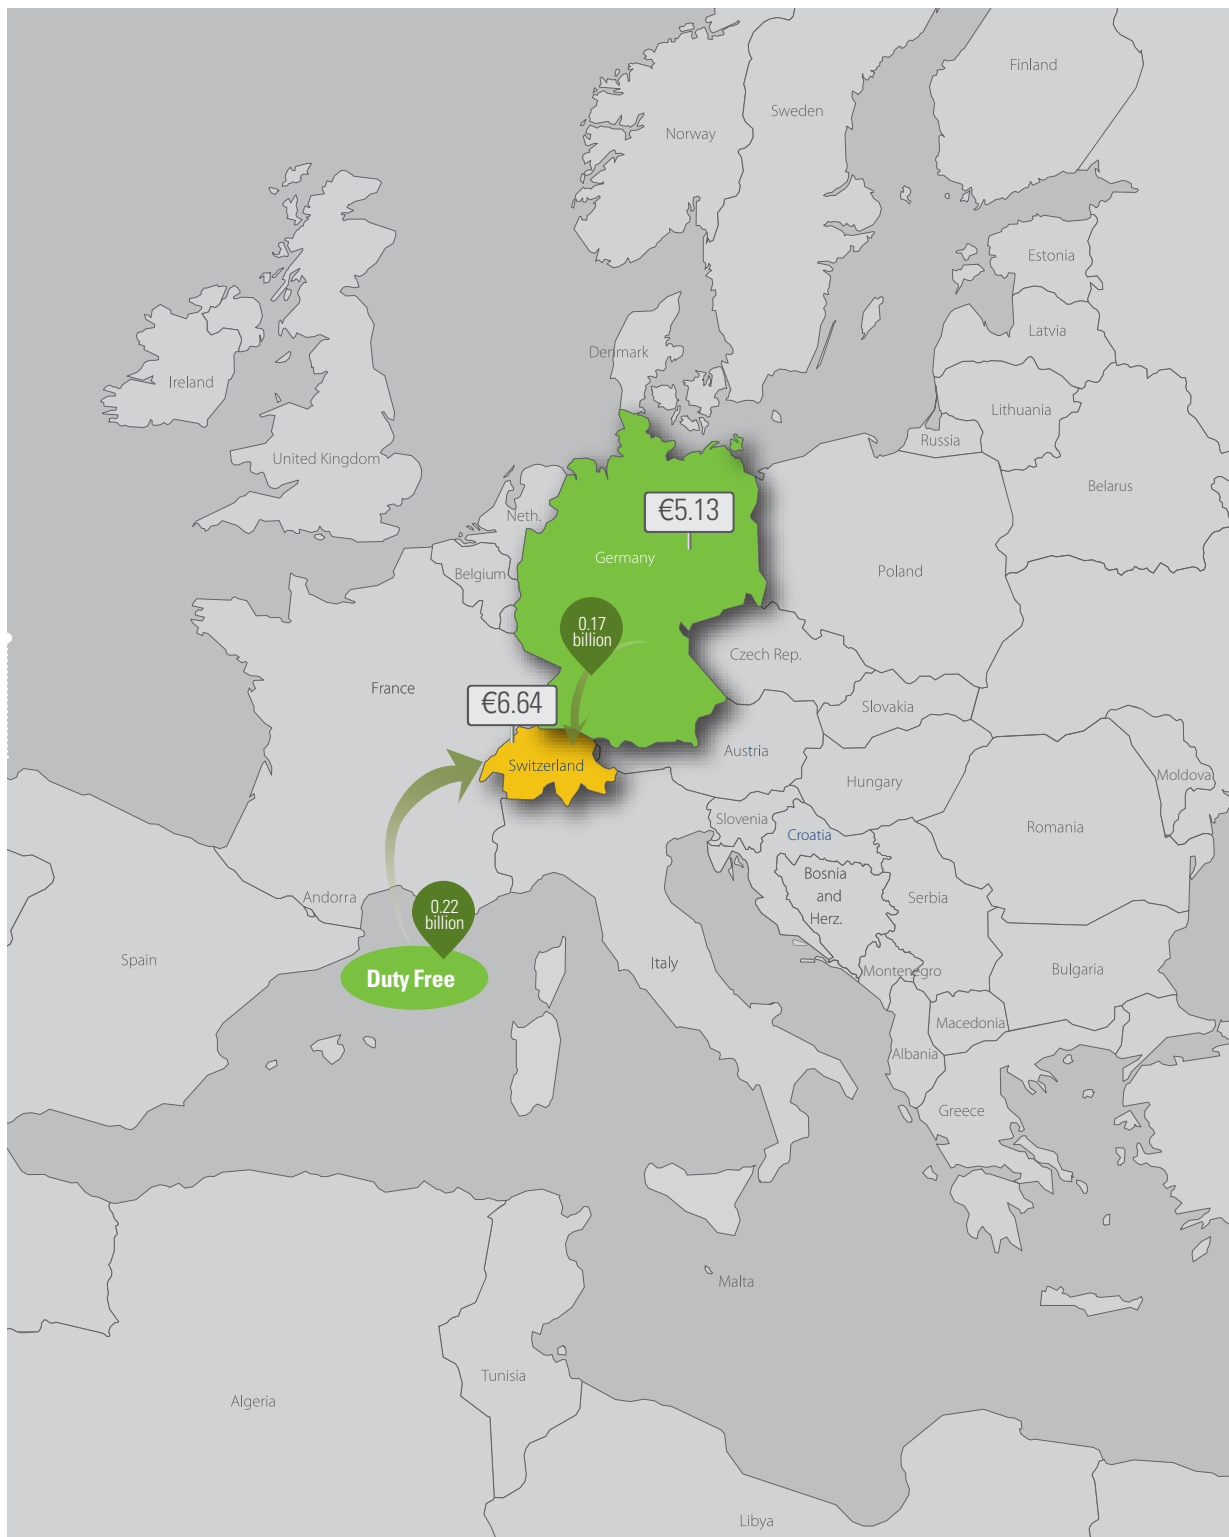 Finland
Sweden
Norway
Estonia
Latvia
Denmark
Ireland
Lithuania
Russia
United Kingdom
Belarus
€5.13
Neth.
Germany
Belgium
Poland
0.17
billion
Czech Rep.
France
€6.64
Slovakia
Austria
Switzerland
Moldova
Hungary
Slovenia
Romania
Croatia
Bosnia
and
Herz.
Andorra
Serbia
0.22
billion
Spain
Italy
Bulgaria
Montenegro
Duty Free
Macedonia
Albania
Greece
Malta
Tunisia
Algeria
Libya